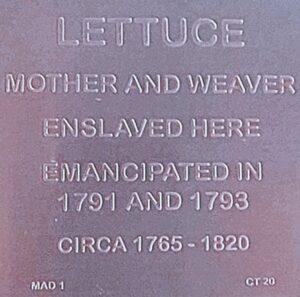 LETTUCE
MOTHER AND WEAVER
ENSLAVED HERE
EMANCIPATED IN
1791 AND 1793
CIRCA 1765 - 1820
MAD 1 CT 20